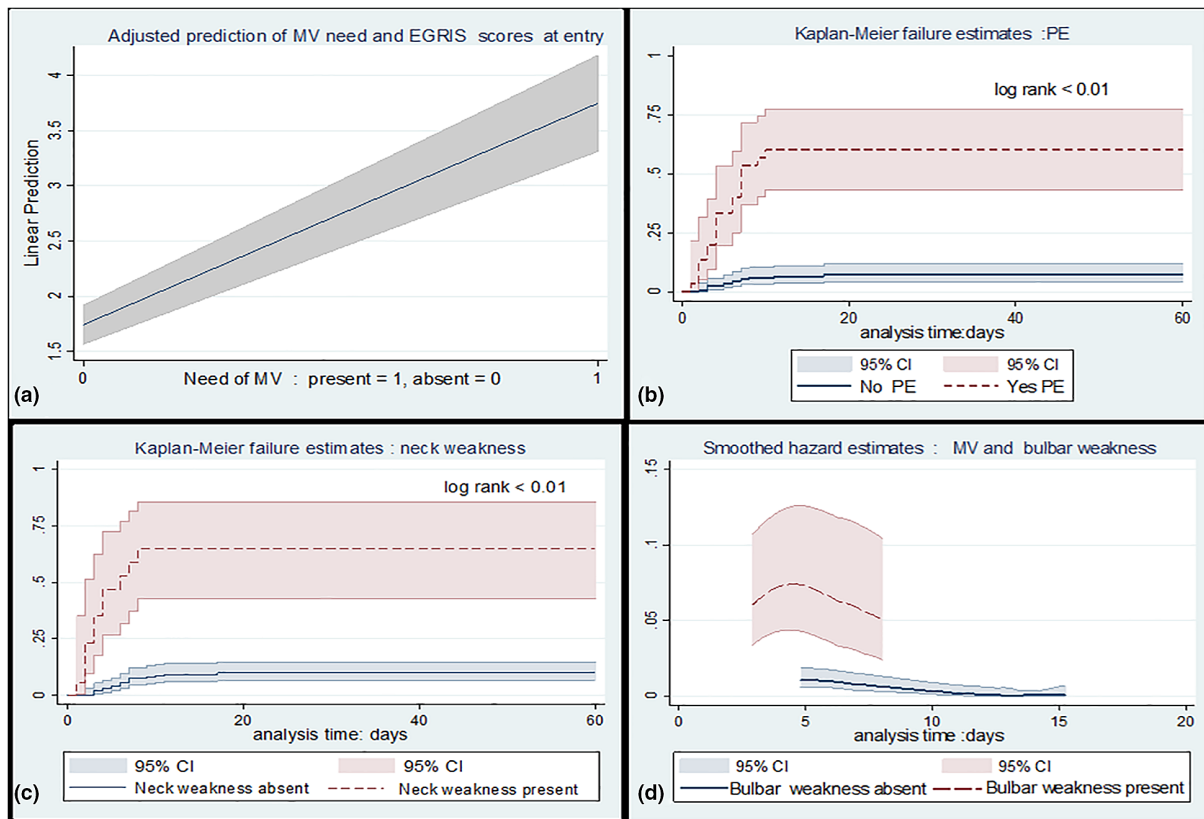 Adjusted prediction of MV need and EGRIS scores at entry
Linear Prediction
4
3.5
3
2.5
2
1.5
0
1
Need of MV : present = 1, absent = 0
(a)
Kaplan-Meier failure estimates :PE
log rank < 0.01
1
.75
.5
.25
0
0
20
40
60
analysis time:days
95% CI
95% CI
No PE
Yes PE
(b)
Kaplan-Meier failure estimates : neck weakness
log rank < 0.01
1
.75
.5
.25
0
0
20
40
60
analysis time: days
95% CI
95% CI
Neck weakness absent
Neck weakness present
(c)
Smoothed hazard estimates : MV and bulbar weakness
.15
.1
.05
0
0
5
10
15
20
analysis time :days
95% CI
95% CI
Bulbar weakness absent
Bulbar weakness present
(d)